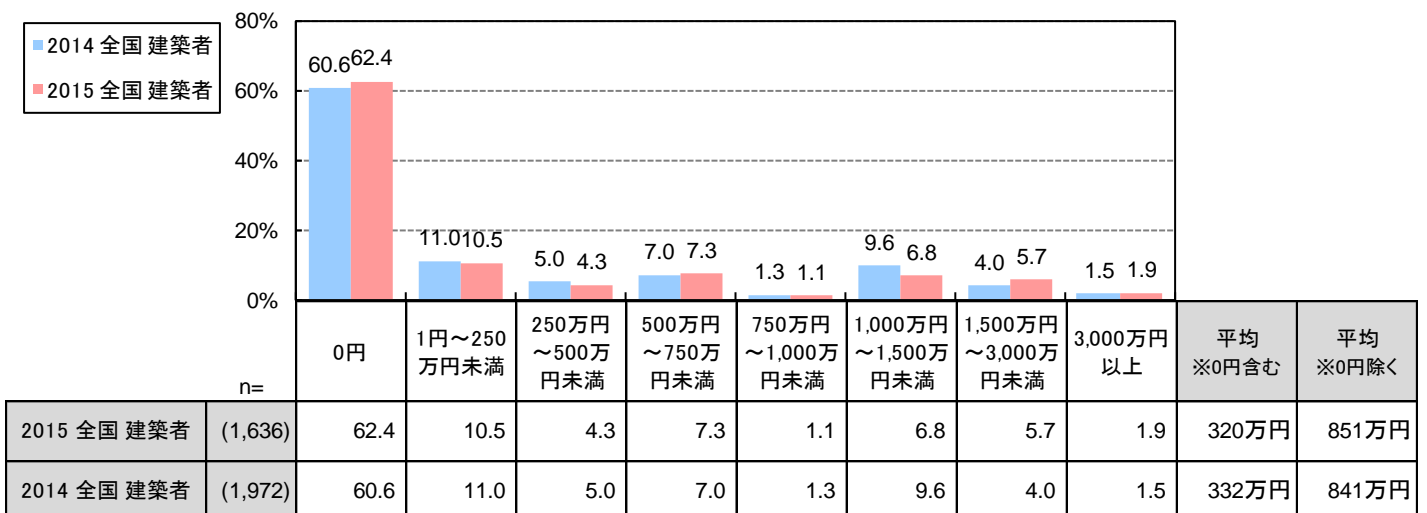 80%
2014 全国 建築者
2015 全国 建築者
60.6 62.4
60%
40%
20%
11.0 10.5
5.0 4.3
7.0 7.3
1.3 1.1
9.6 6.8
4.0 5.7
1.5 1.9
0%
n=
0円
1円～250
万円未満
250万円
～500万
円未満
500万円
～750万
円未満
750万円
～1,000万
円未満
1,000万円
～1,500万
円未満
1,500万円
～3,000万
円未満
3,000万円
以上
平均
※0円含む
平均
※0円除く
2015 全国 建築者 (1,636) 62.4 10.5 4.3 7.3 1.1 6.8 5.7 1.9 320万円 851万円
2014 全国 建築者 (1,972) 60.6 11.0 5.0 7.0 1.3 9.6 4.0 1.5 332万円 841万円